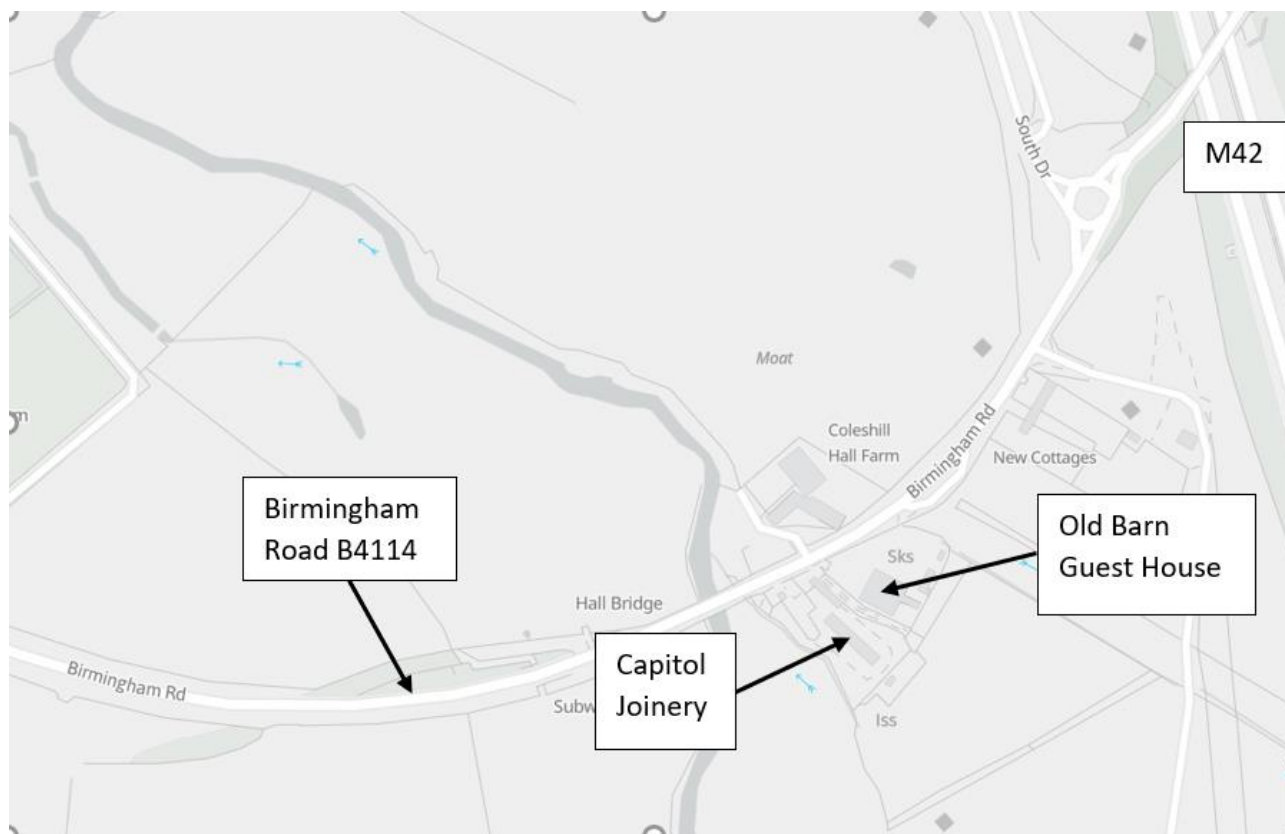 M42
South Dr
Moat
Coleshill
Hall Farm
Birmingham Rd
New Cottages
Birmingham
Road B4114
Old Barn
Guest House
Sks
Hall Bridge
Capitol
Joinery
Birmingham Rd
Subw
Iss